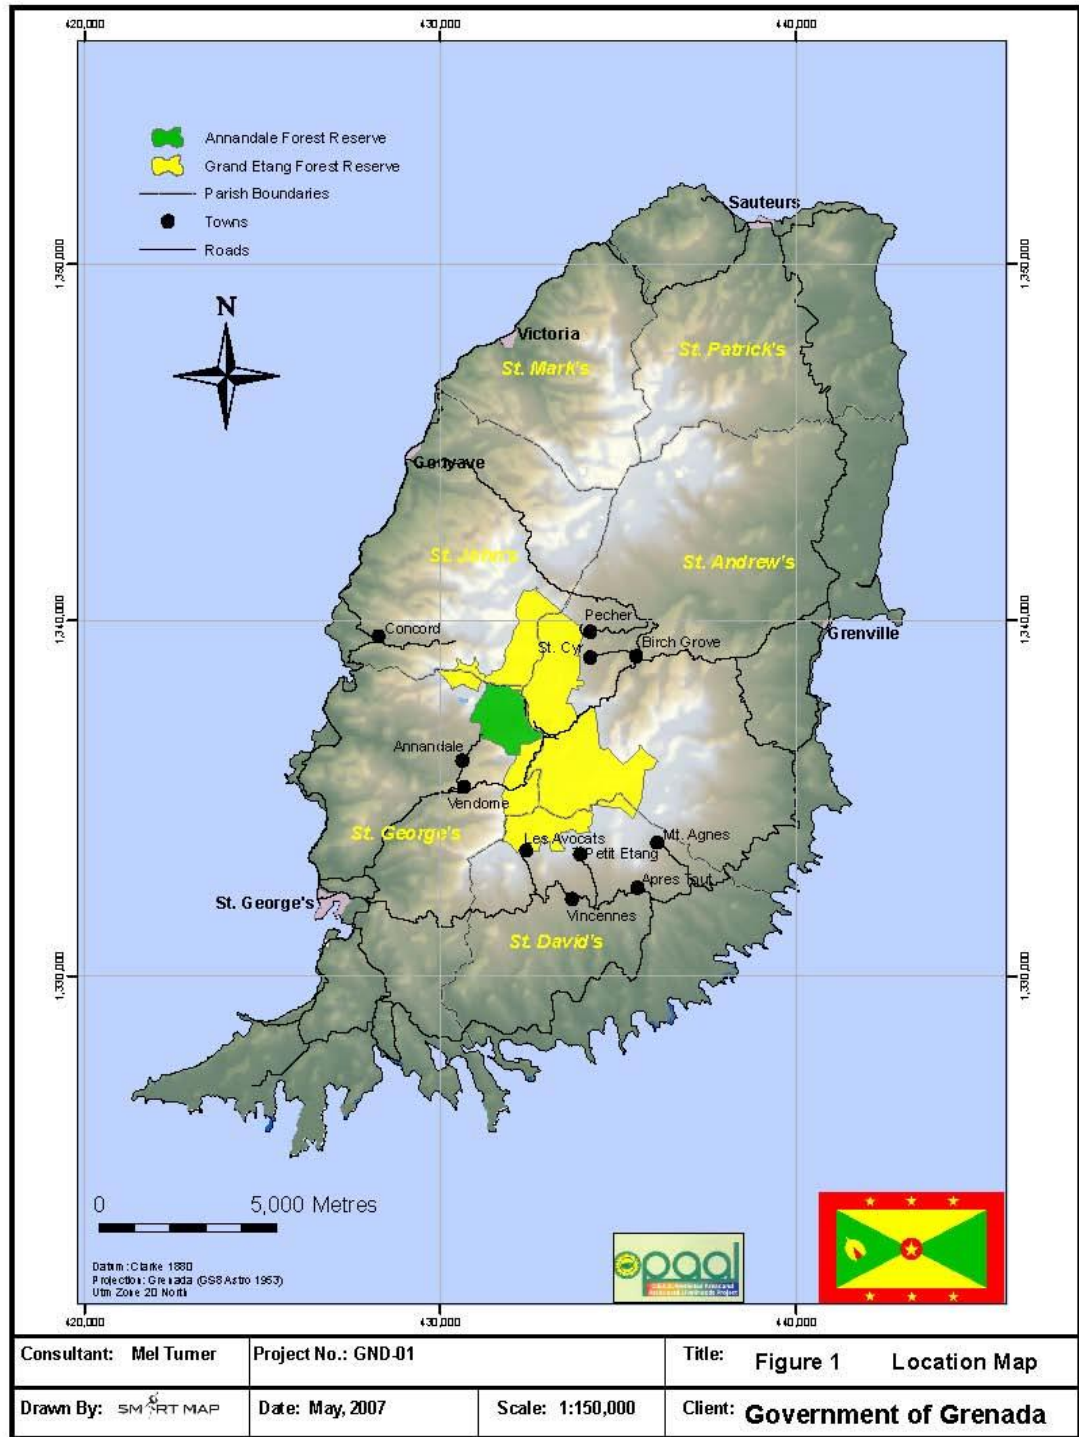 420,000
430,000
440,000
Annandale Forest Reserve
Grand Etang Forest Reserve
Parish Boundaries
Towns
Roads
N
Sauteurs
1,350,000
1,350,000
Victoria
St. Mark's
St. Patrick's
Gouyave
St. John's
St. Andrew's
1,340,000
Concord
Pecher
St. Cyr
Birch Grove
Grenville
1,340,000
Annandale
Vendome
St. George's
Les Avocats
Petit Etang
Mt. Agnes
Apres Tout
St. George's
Vincennes
St. David's
1,330,000
1,330,000
0 5,000 Metres
Datum: Clarke 1880
Projection: Grenada (GS8 Astro 1953)
Utm Zone 20 North
opaal
420,000
430,000
440,000
Consultant: Mel Turner
Project No.: GND-01
Title: Figure 1 Location Map
Drawn By: SMART MAP
Date: May, 2007
Scale: 1:150,000
Client: Government of Grenada